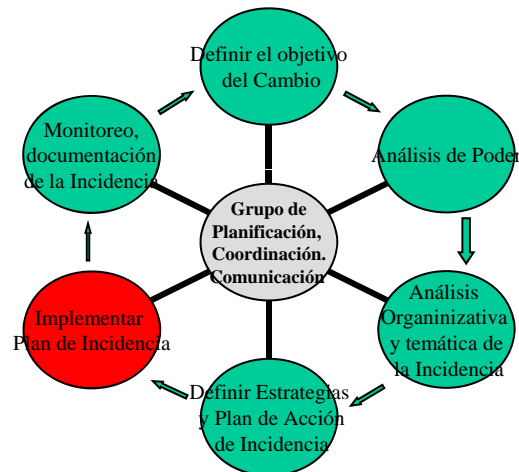 Definir el objetivo
del Cambio
Análisis de Poder
Análisis
Organinizativa
y temática de
la Incidencia
Definir Estrategias
y Plan de Acción
de Incidencia
Implementar
Plan de Incidencia
Monitoreo,
documentación
de la Incidencia
Grupo de
Planificación,
Coordinación.
Comunicación